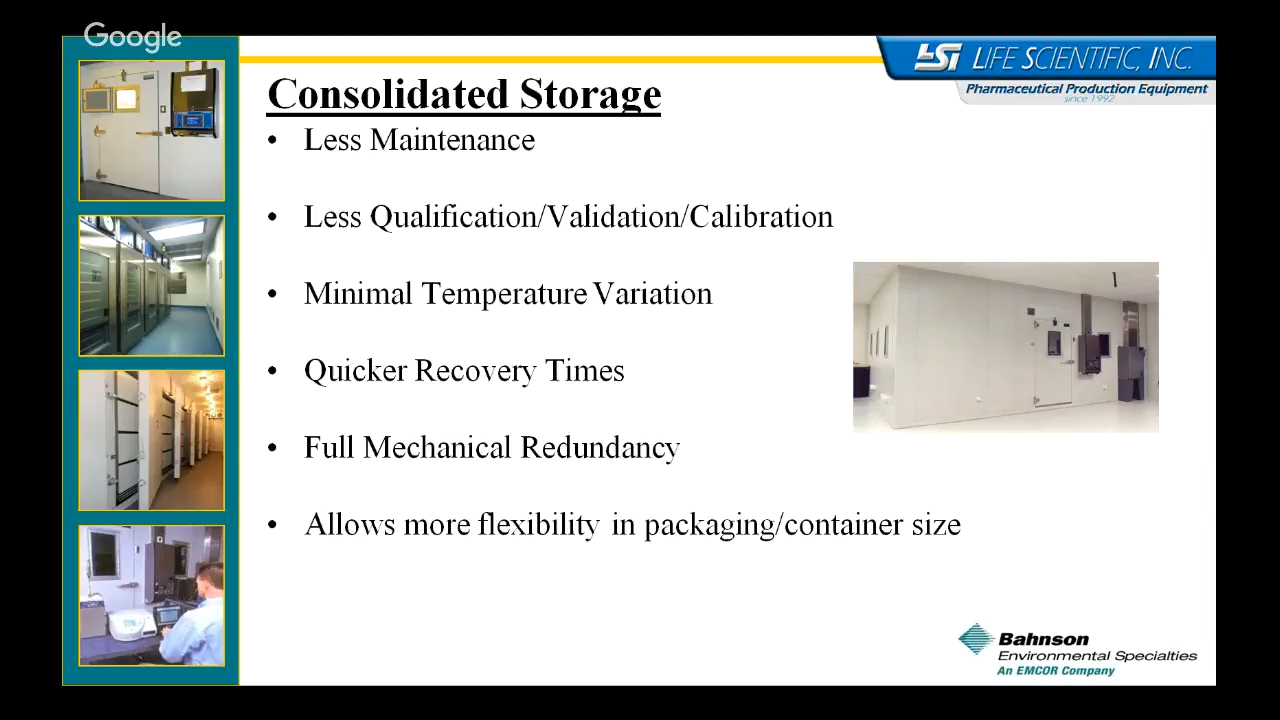 Google
LSI LIFE SCIENTIFIC, INC.
Pharmaceutical Production Equipment
since 1992
Consolidated Storage
• Less Maintenance
• Less Qualification/Validation/Calibration
• Minimal Temperature Variation
• Quicker Recovery Times
• Full Mechanical Redundancy
• Allows more flexibility in packaging/container size
Bahnson
Environmental Specialties
An EMCOR Company